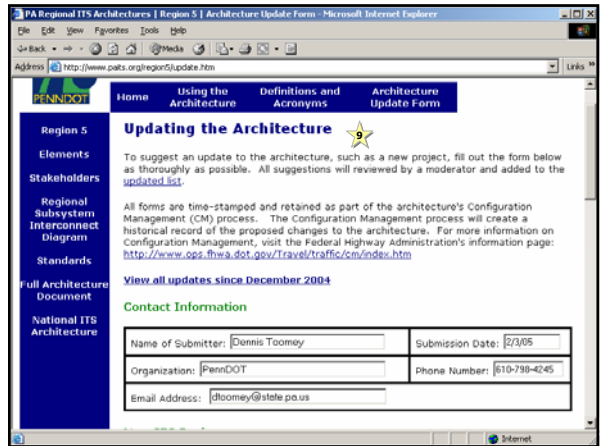 PA Regional ITS Architectures | Region 5 | Architecture Update Form - Microsoft Internet Explorer
File Edit View Favorites Tools Help
Back Media
Address http://www.paits.org/region5/update.htm Links »
PENNDOT
Home Using the Architecture Definitions and Acronyms Architecture Update Form
Region 5
Elements
Stakeholders
Regional
Subsystem
Interconnect
Diagram
Standards
Full Architecture
Document
National ITS
Architecture
Updating the Architecture 9
To suggest an update to the architecture, such as a new project, fill out the form below
as thoroughly as possible. All suggestions will reviewed by a moderator and added to the
updated list.
All forms are time-stamped and retained as part of the architecture's Configuration
Management (CM) process. The Configuration Management process will create a
historical record of the proposed changes to the architecture. For more information on
Configuration Management, visit the Federal Highway Administration's information page:
http://www.ops.fhwa.dot.gov/Travel/traffic/cm/index.htm
View all updates since December 2004
Contact Information
Name of Submitter: Dennis Toomey Submission Date: 2/3/05
Organization: PennDOT Phone Number: 610-798-4245
Email Address: dtoomey@state.pa.us
Internet